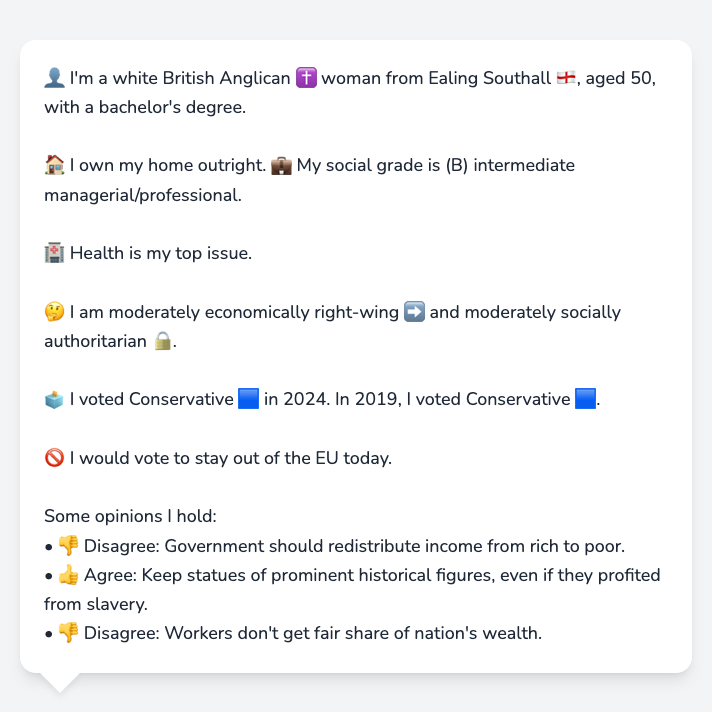 👤 I'm a white British Anglican ✝️ woman from Ealing Southall 🏴󠁧󠁢󠁥󠁮󠁧󠁿, aged 50,
with a bachelor's degree.
🏠 I own my home outright. 💼 My social grade is (B) intermediate
managerial/professional.
🏥 Health is my top issue.
🤔 I am moderately economically right-wing ➡️ and moderately socially
authoritarian 🔒.
🗳️ I voted Conservative 🟦 in 2024. In 2019, I voted Conservative 🟦.
🚫 I would vote to stay out of the EU today.
Some opinions I hold:
• 👎 Disagree: Government should redistribute income from rich to poor.
• 👍 Agree: Keep statues of prominent historical figures, even if they profited
from slavery.
• 👎 Disagree: Workers don't get fair share of nation's wealth.